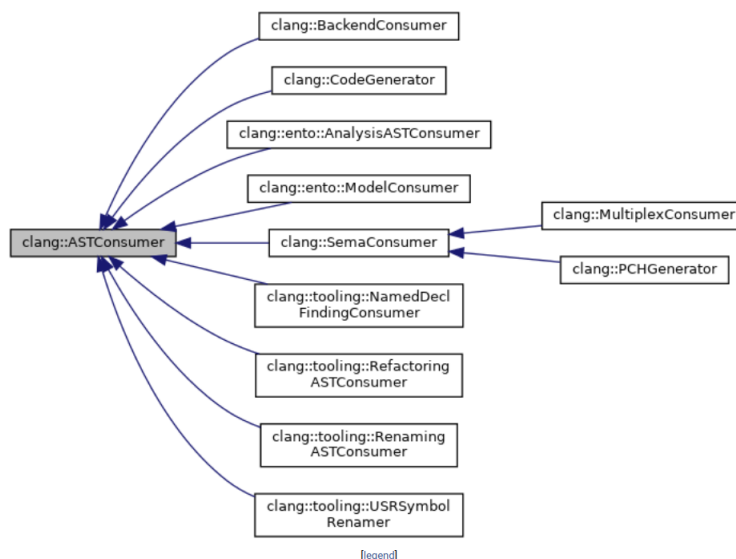 clang::BackendConsumer
clang::CodeGenerator
clang::ento::AnalysisASTConsumer
clang::ento::ModelConsumer
clang::MultiplexConsumer
clang::ASTConsumer
clang::SemaConsumer
clang::PCHGenerator
clang::tooling::NamedDecl
FindingConsumer
clang::tooling::Refactoring
ASTConsumer
clang::tooling::Renaming
ASTConsumer
clang::tooling::USRSymbol
Renamer
[legend]